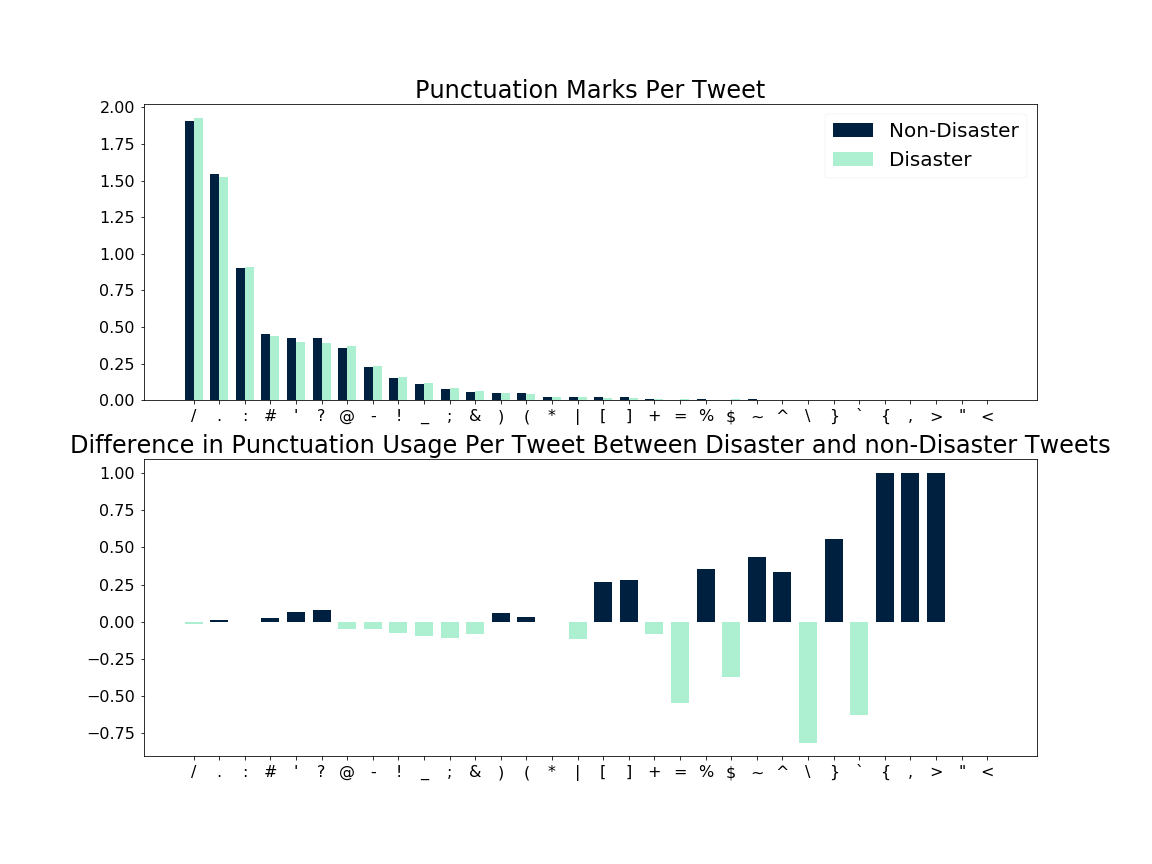 Punctuation Marks Per Tweet
2.00
1.75
1.50
1.25
1.00
0.75
0.50
0.25
0.00
Non-Disaster
Disaster
/ . : # ' ? @ - ! _ ; & ) ( * | [ ] + = % $ ~ ^ \ } ` { , > " <
Difference in Punctuation Usage Per Tweet Between Disaster and non-Disaster Tweets
1.00
0.75
0.50
0.25
0.00
−0.25
−0.50
−0.75
/ . : # ' ? @ - ! _ ; & ) ( * | [ ] + = % $ ~ ^ \ } ` { , > " <